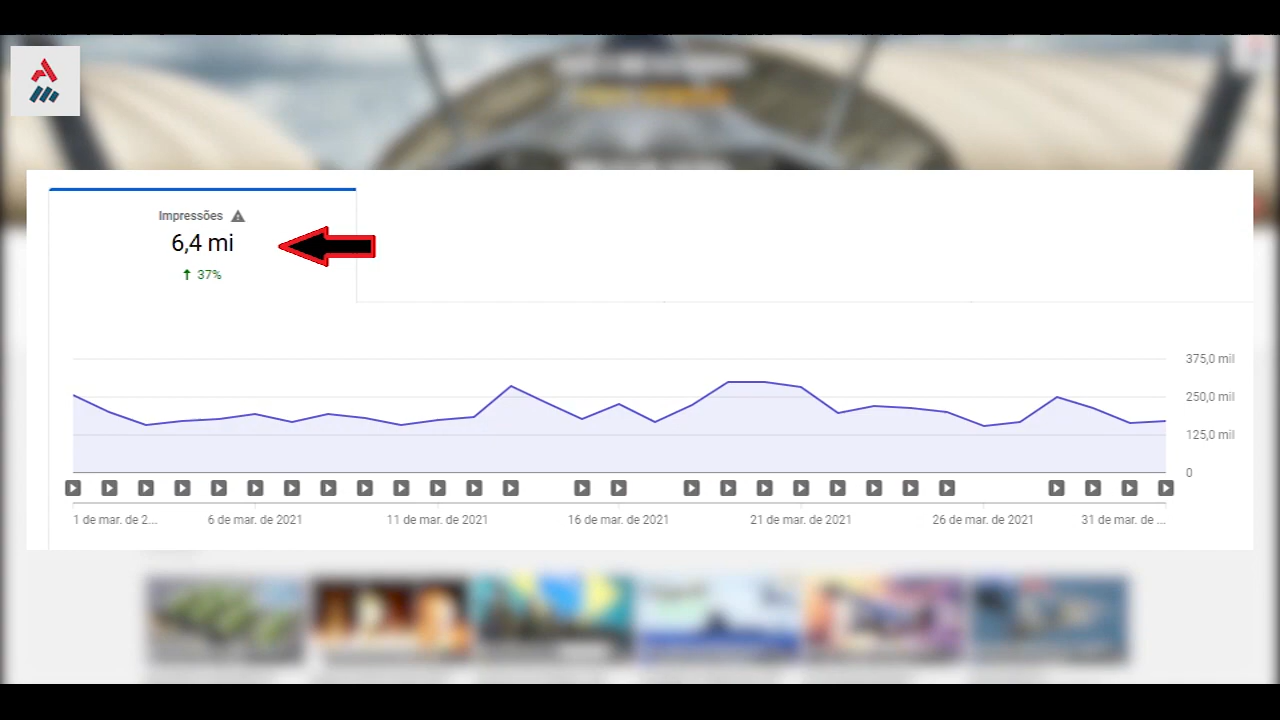 Impressões
6,4 mi
37%
375,0 mil
250,0 mil
125,0 mil
0
1 de mar. de 2...
6 de mar. de 2021
11 de mar. de 2021
16 de mar. de 2021
21 de mar. de 2021
26 de mar. de 2021
31 de mar. de ...